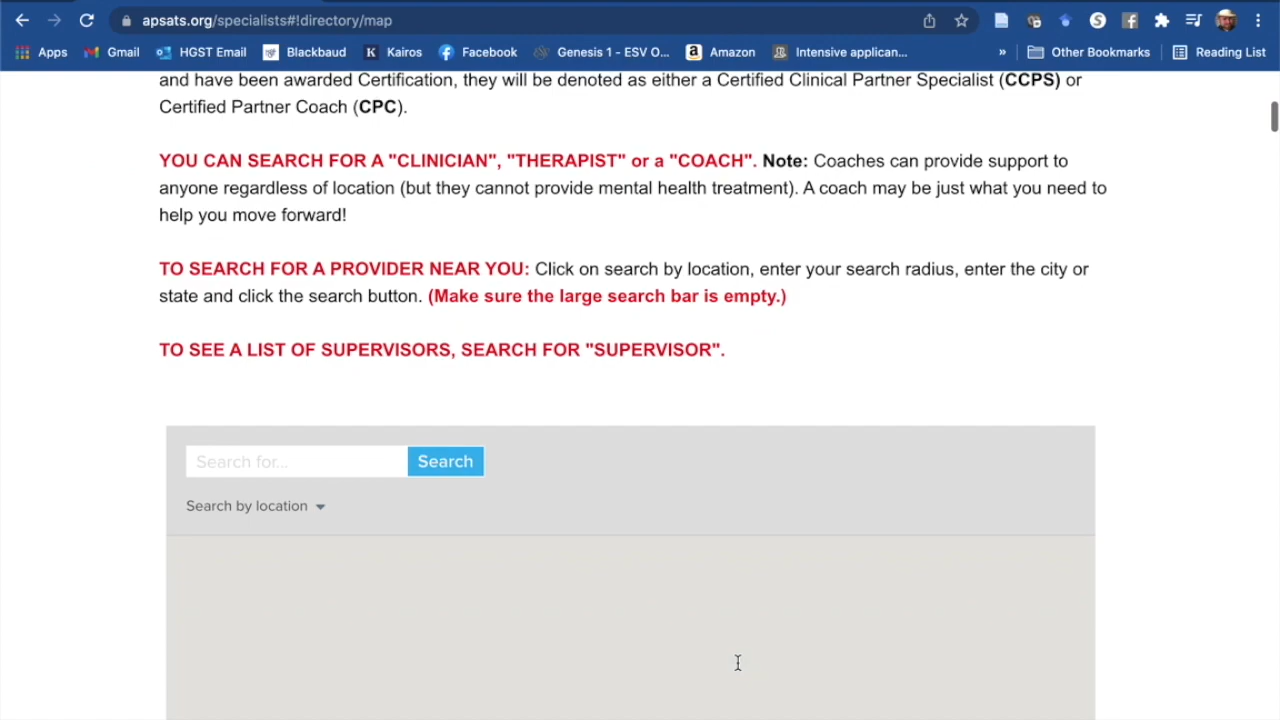 apsats.org/specialists#!directory/map
Apps Gmail HGST Email Blackbaud Kairos Facebook Genesis 1 - ESV O... Amazon Intensive applican... » Other Bookmarks Reading List
and have been awarded Certification, they will be denoted as either a Certified Clinical Partner Specialist (CCPS) or
Certified Partner Coach (CPC).
YOU CAN SEARCH FOR A "CLINICIAN", "THERAPIST" or a "COACH". Note: Coaches can provide support to
anyone regardless of location (but they cannot provide mental health treatment). A coach may be just what you need to
help you move forward!
TO SEARCH FOR A PROVIDER NEAR YOU: Click on search by location, enter your search radius, enter the city or
state and click the search button. (Make sure the large search bar is empty.)
TO SEE A LIST OF SUPERVISORS, SEARCH FOR "SUPERVISOR".
Search for... Search
Search by location